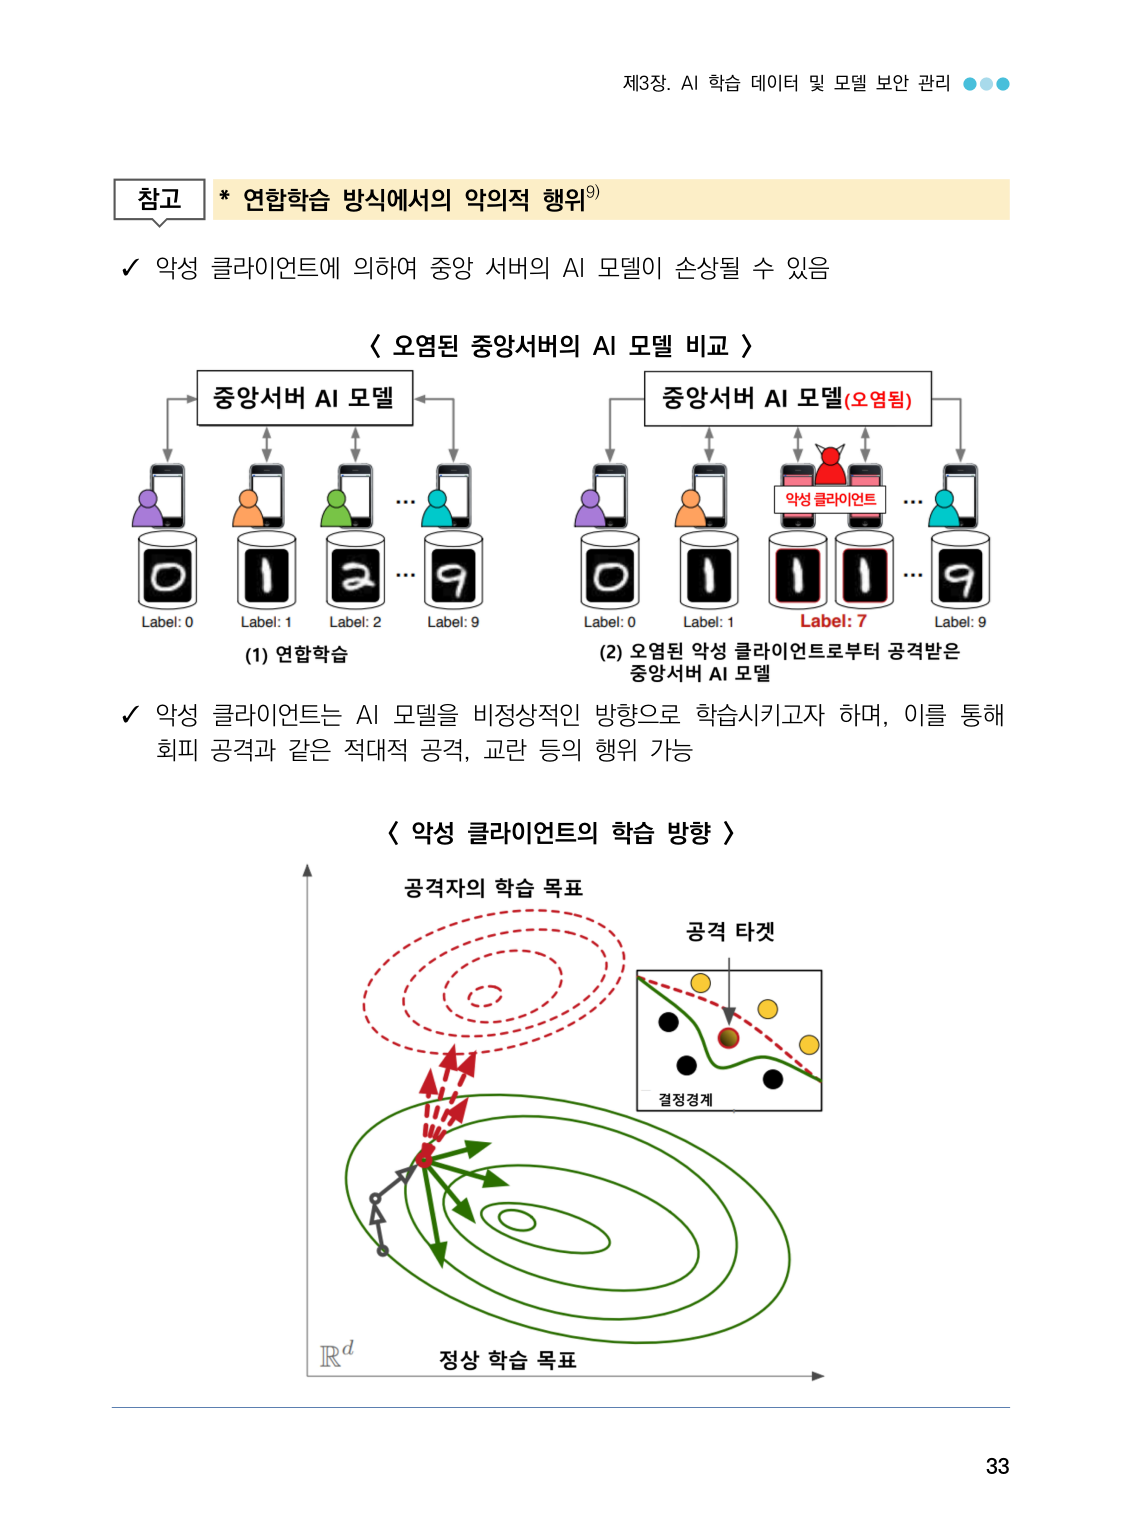 제3장. AI 학습 데이터 및 모델 보안 관리
참고
* 연합학습 방식에서의 악의적 행위9)
✓ 악성 클라이언트에 의하여 중앙 서버의 AI 모델이 손상될 수 있음
〈 오염된 중앙서버의 AI 모델 비교 〉
중앙서버 AI 모델
... 
0 1 2 ... 9
Label: 0 Label: 1 Label: 2 Label: 9
(1) 연합학습
중앙서버 AI 모델(오염됨)
악성 클라이언트 ...
0 1 1 1 ... 9
Label: 0 Label: 1 Label: 7 Label: 9
(2) 오염된 악성 클라이언트로부터 공격받은
중앙서버 AI 모델
✓ 악성 클라이언트는 AI 모델을 비정상적인 방향으로 학습시키고자 하며, 이를 통해
회피 공격과 같은 적대적 공격, 교란 등의 행위 가능
〈 악성 클라이언트의 학습 방향 〉
공격자의 학습 목표
공격 타겟
결정경계
ℝd
정상 학습 목표
33